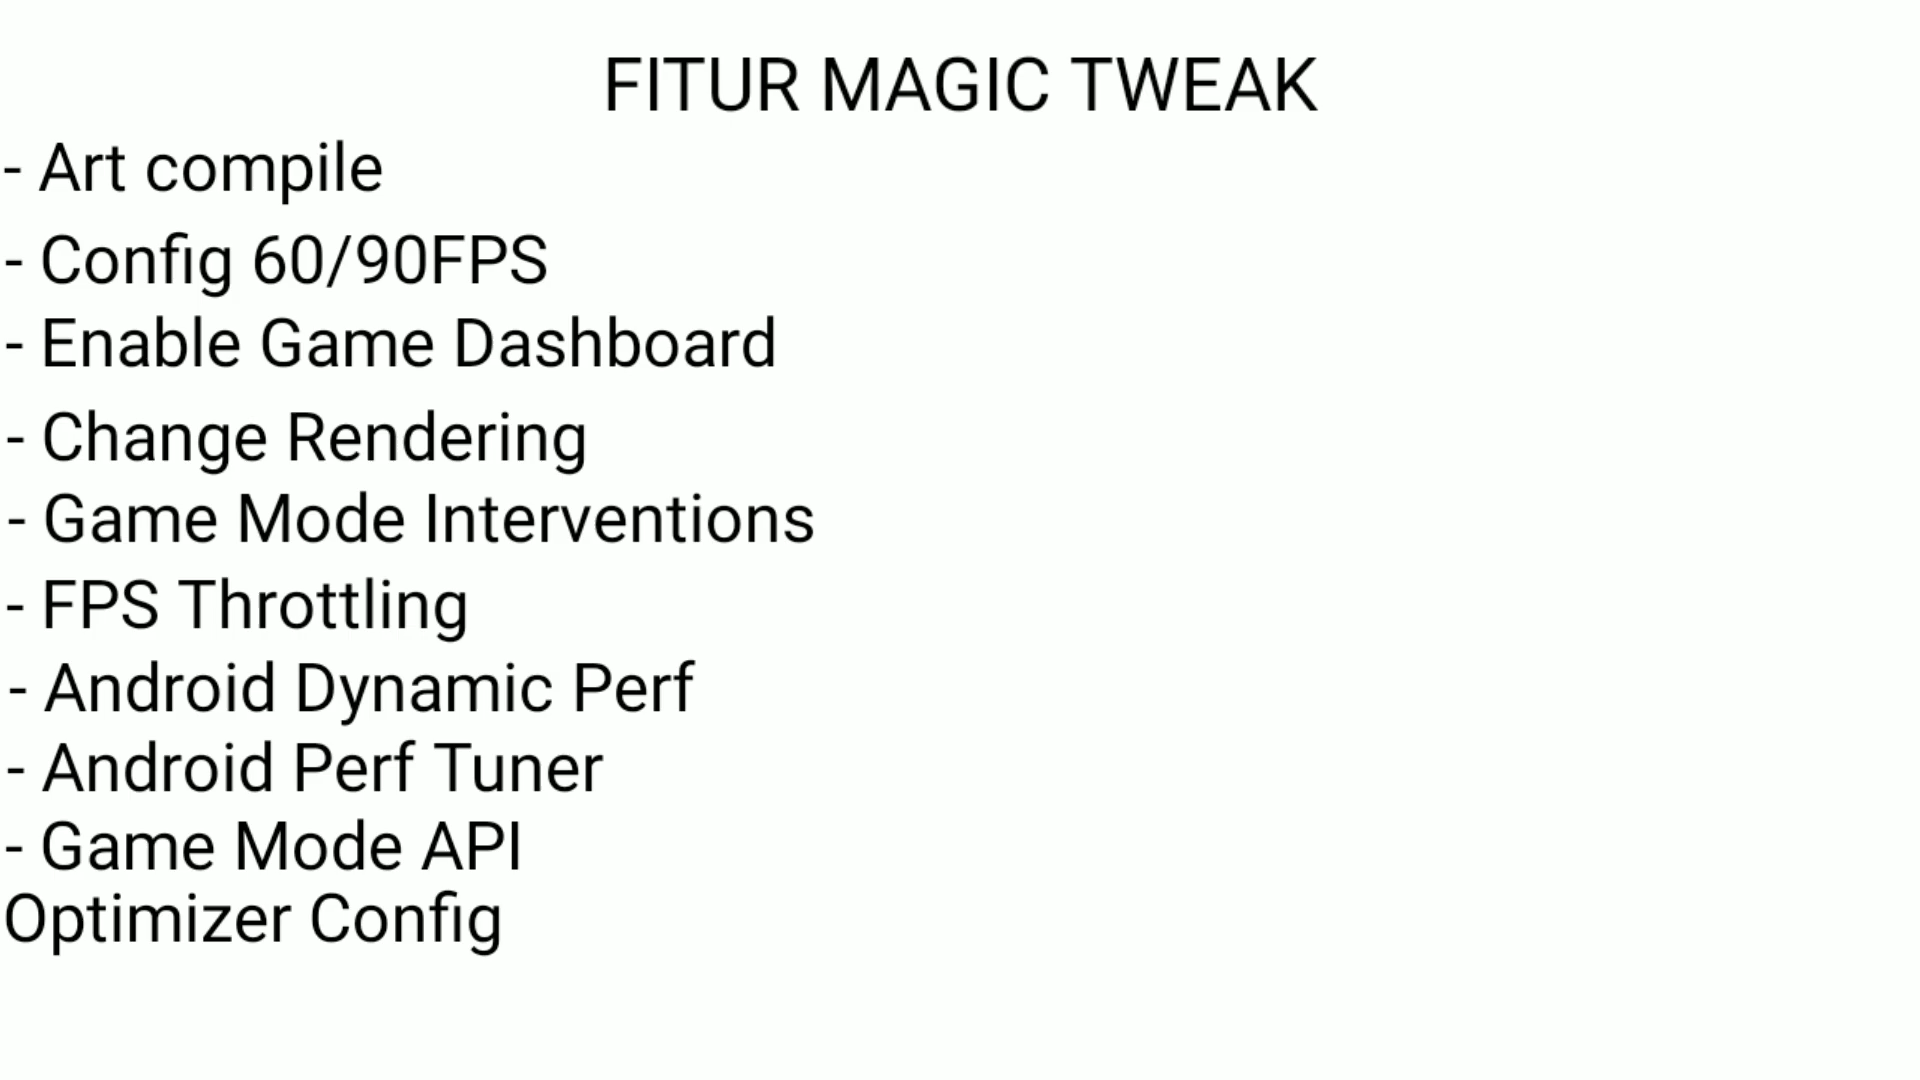 FITUR MAGIC TWEAK
- Art compile
- Config 60/90FPS
- Enable Game Dashboard
- Change Rendering
- Game Mode Interventions
- FPS Throttling
- Android Dynamic Perf
- Android Perf Tuner
- Game Mode API
Optimizer Config